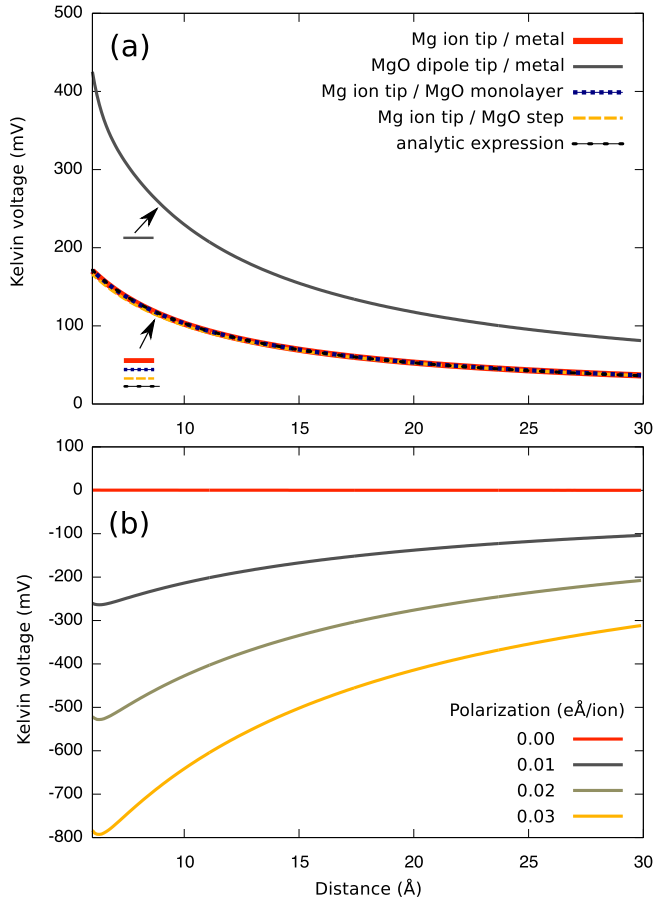 (a)
Mg ion tip / metal
MgO dipole tip / metal
Mg ion tip / MgO monolayer
Mg ion tip / MgO step
analytic expression
Kelvin voltage (mV)
500
400
300
200
100
0
10
15
20
25
30
(b)
Kelvin voltage (mV)
100
0
-100
-200
-300
-400
-500
-600
-700
-800
Polarization (eÅ/ion)
0.00
0.01
0.02
0.03
10
15
20
25
30
Distance (Å)